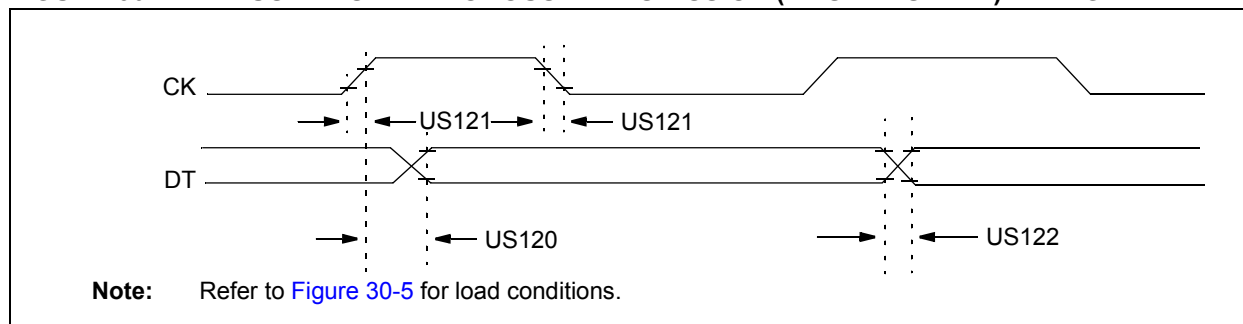 CK
US121
US121
DT
US120
US122
Note: Refer to Figure 30-5 for load conditions.